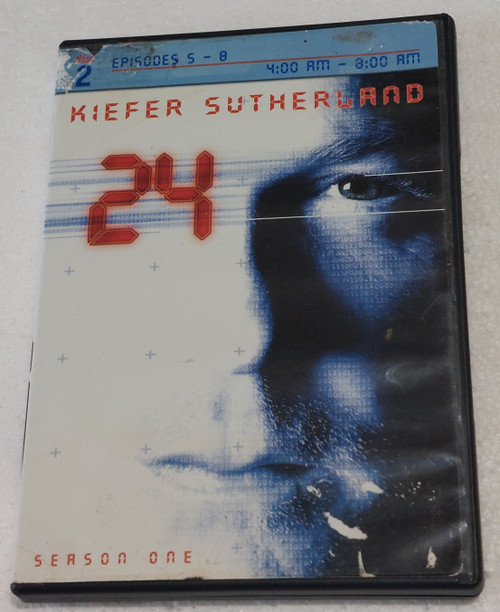 2
EPISODES 5 - 8
4:00 AM - 8:00 AM
KIEFER SUTHERLAND
24
SEASON ONE